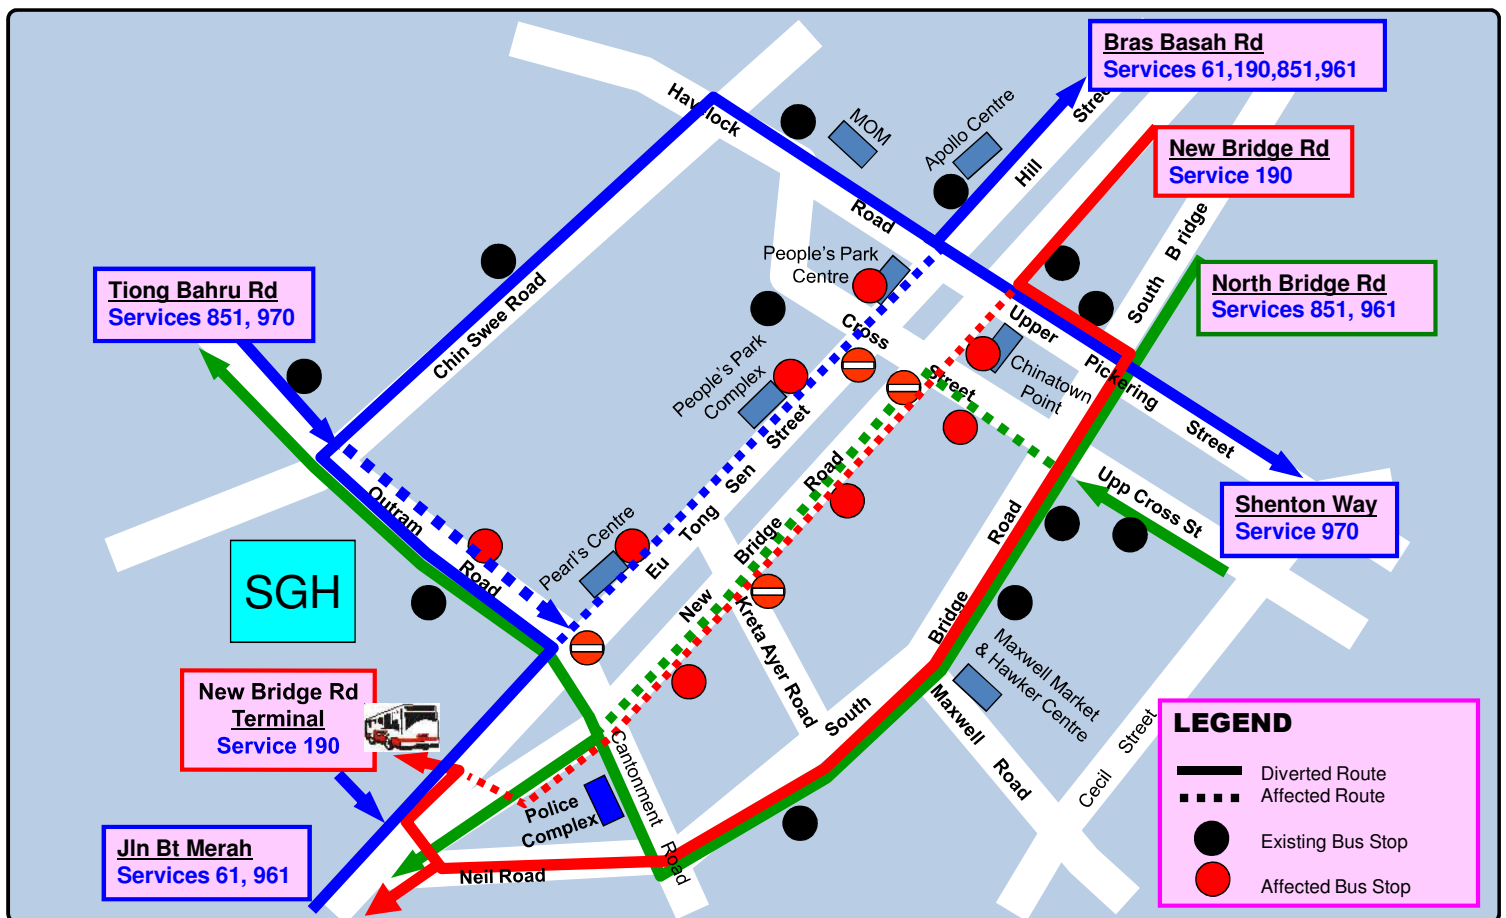 Bras Basah Rd
Services 61,190,851,961
New Bridge Rd
Service 190
North Bridge Rd
Services 851, 961
Tiong Bahru Rd
Services 851, 970
Havelock
Road
MOM
Apollo Centre
Hill
Street
People's Park
Centre
South Bridge
Road
Chin Swee Road
Cross
Street
Upper
Pickering
Street
People's Park
Complex
Chinatown
Point
Eu Tong Sen Street
New Bridge Road
Outram
Road
Pearl's Centre
Upp Cross St
Shenton Way
Service 970
SGH
Kreta Ayer Road
South
Bridge
Maxwell Market
& Hawker Centre
Maxwell
Road
Cecil Street
New Bridge Rd
Terminal
Service 190
Cantonment
Road
Police
Complex
Jln Bt Merah
Services 61, 961
Neil Road
LEGEND
Diverted Route
Affected Route
Existing Bus Stop
Affected Bus Stop